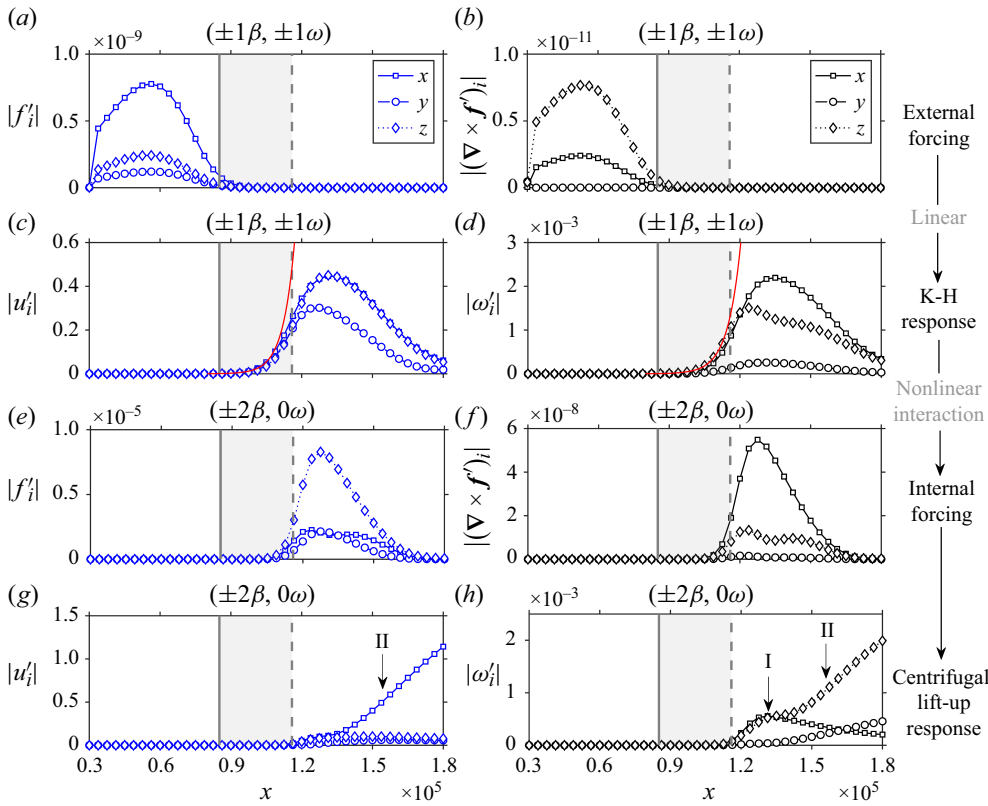 (a)
×10⁻⁹
(±1β, ±1ω)
1.0
0.5
0
|f′ᵢ|
x
y
z
(b)
×10⁻¹¹
(±1β, ±1ω)
1.0
0.5
0
|(∇ × f′)ᵢ|
x
y
z
External
forcing
Linear
(c)
(±1β, ±1ω)
0.6
0.4
0.2
0
|u′ᵢ|
(d)
×10⁻³
(±1β, ±1ω)
3
2
1
0
|ω′ᵢ|
K-H
response
Nonlinear
interaction
(e)
×10⁻⁵
(±2β, 0ω)
1.0
0.5
0
|f′ᵢ|
(f)
×10⁻⁸
(±2β, 0ω)
6
4
2
0
|(∇ × f′)ᵢ|
Internal
forcing
(g)
(±2β, 0ω)
1.5
1.0
0.5
0
|u′ᵢ|
II
0.3 0.6 0.9 1.2 1.5 1.8
x
×10⁵
(h)
×10⁻³
(±2β, 0ω)
2
1
0
|ω′ᵢ|
I
II
0.3 0.6 0.9 1.2 1.5 1.8
x
×10⁵
Centrifugal
lift-up
response